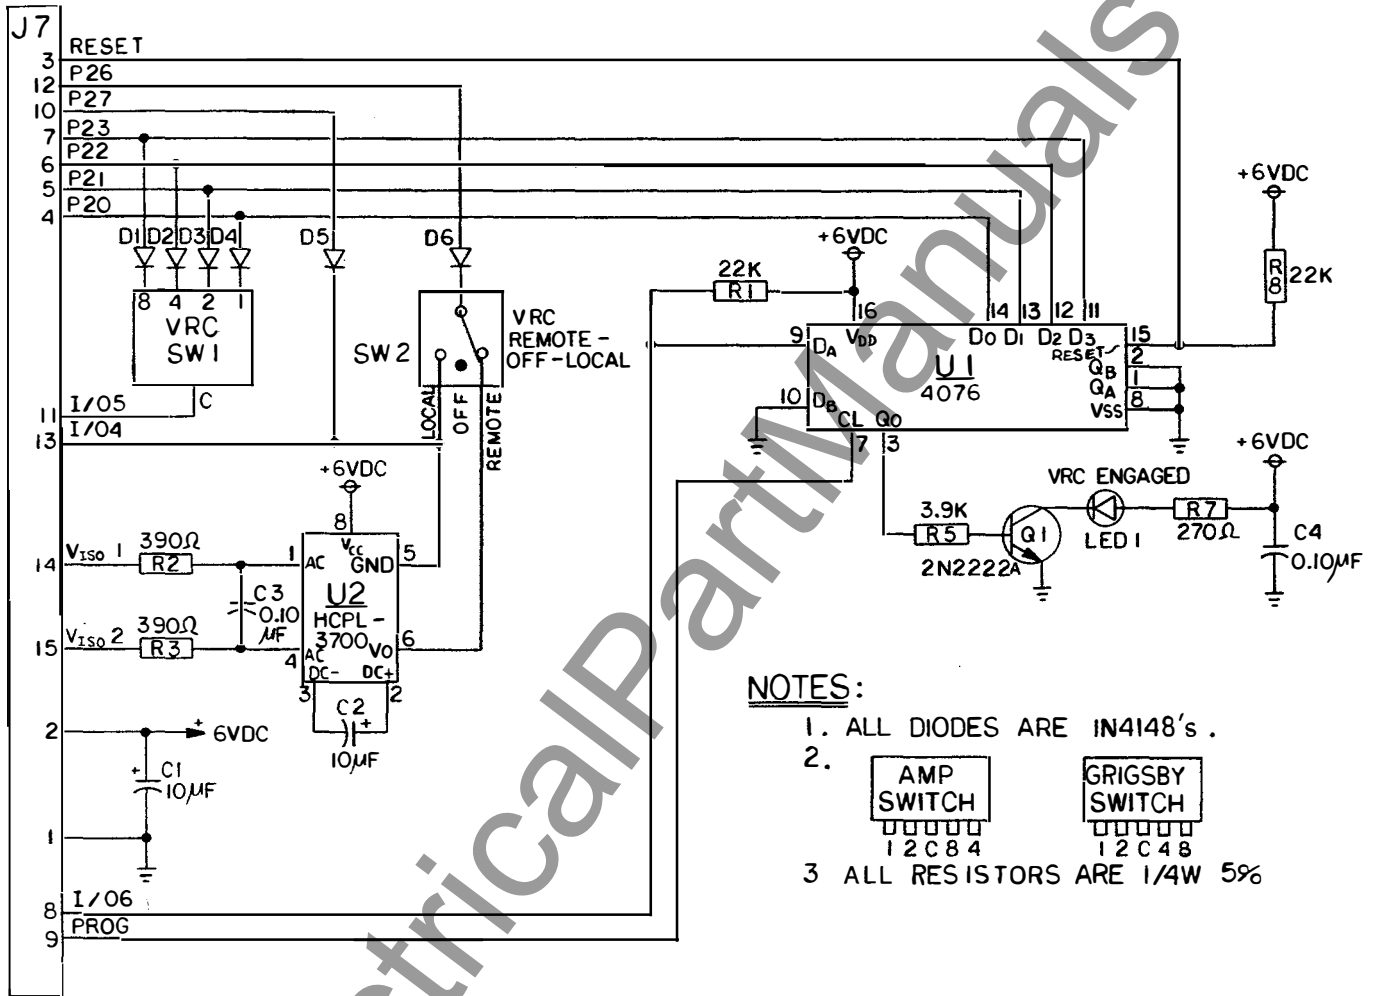 J7
3 RESET
12 P26
10 P27
7 P23
6 P22
5 P21
4 P20
D1 D2 D3 D4 D5 D6
8 4 2 1
VRC
SW1
C
11 I/O5
13 I/O4
SW2
VRC
REMOTE-
OFF-LOCAL
LOCAL
OFF
REMOTE
+6VDC
22K
R1
+6VDC
16 14 13 12 11
9 DA VDD D0 D1 D2 D3 15
RESET
U1
4076
2 QB
1 QA
8 VSS
10 DB
CL Q0
7 3
+6VDC
R8
22K
+6VDC
VRC ENGAGED
3.9K
R5
Q1
2N2222A
LED1
R7
270Ω
C4
0.10µF
14 VISO 1
390Ω
R2
15 VISO 2
390Ω
R3
C3
0.10
µF
8
1 AC VCC GND 5
U2
HCPL-
3700
4 AC VO 6
DC- DC+
3 2
C2
+
10µF
2
+ 6VDC
+ C1
10µF
1
8 I/O6
9 PROG
NOTES:
1. ALL DIODES ARE 1N4148's.
2.
AMP
SWITCH
1 2 C 8 4
GRIGSBY
SWITCH
1 2 C 4 8
3 ALL RESISTORS ARE 1/4W 5%
ctricalPartManuals